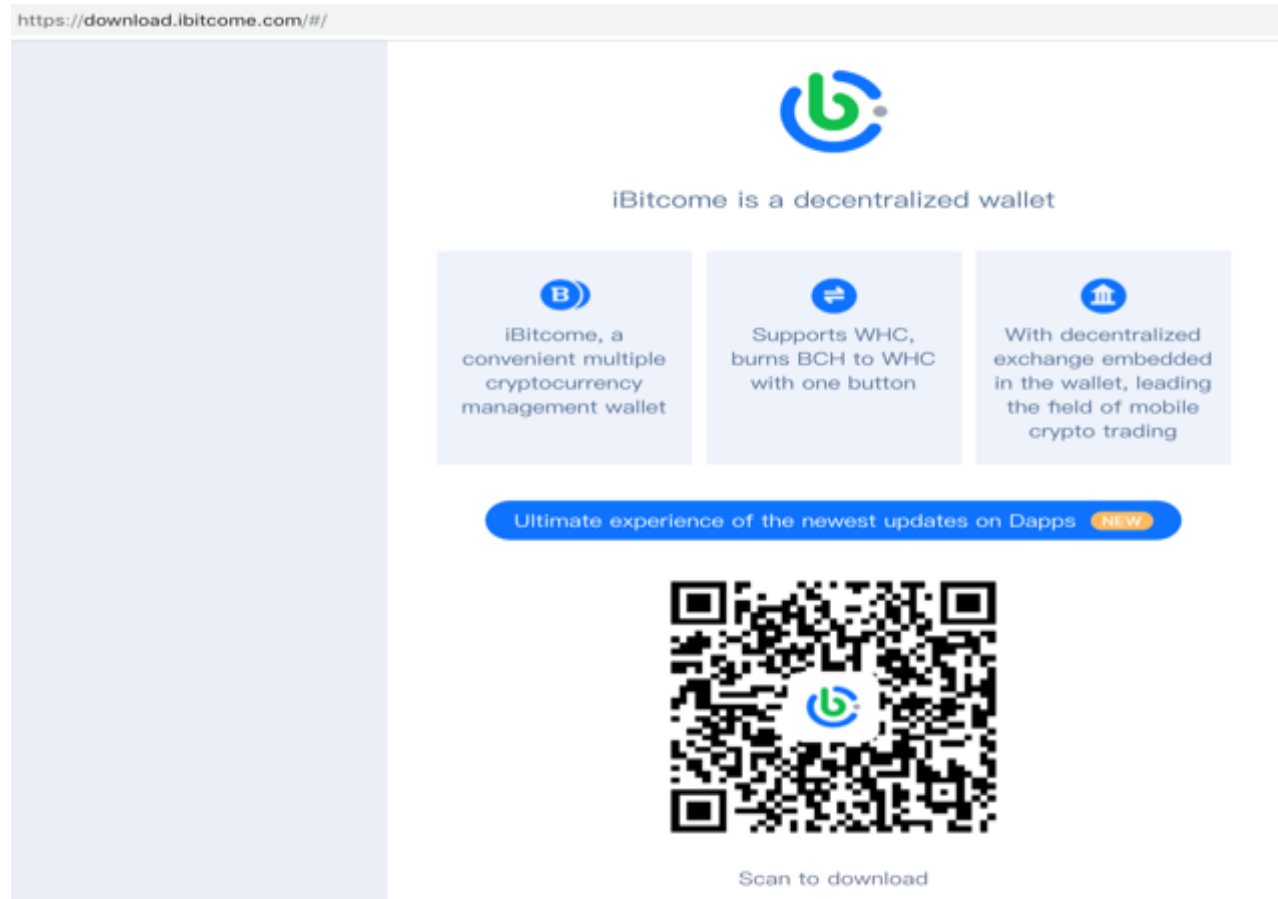 https://download.ibitcome.com/#/
iBitcome is a decentralized wallet
iBitcome, a
convenient multiple
cryptocurrency
management wallet
Supports WHC,
burns BCH to WHC
with one button
With decentralized
exchange embedded
in the wallet, leading
the field of mobile
crypto trading
Ultimate experience of the newest updates on Dapps NEW
Scan to download